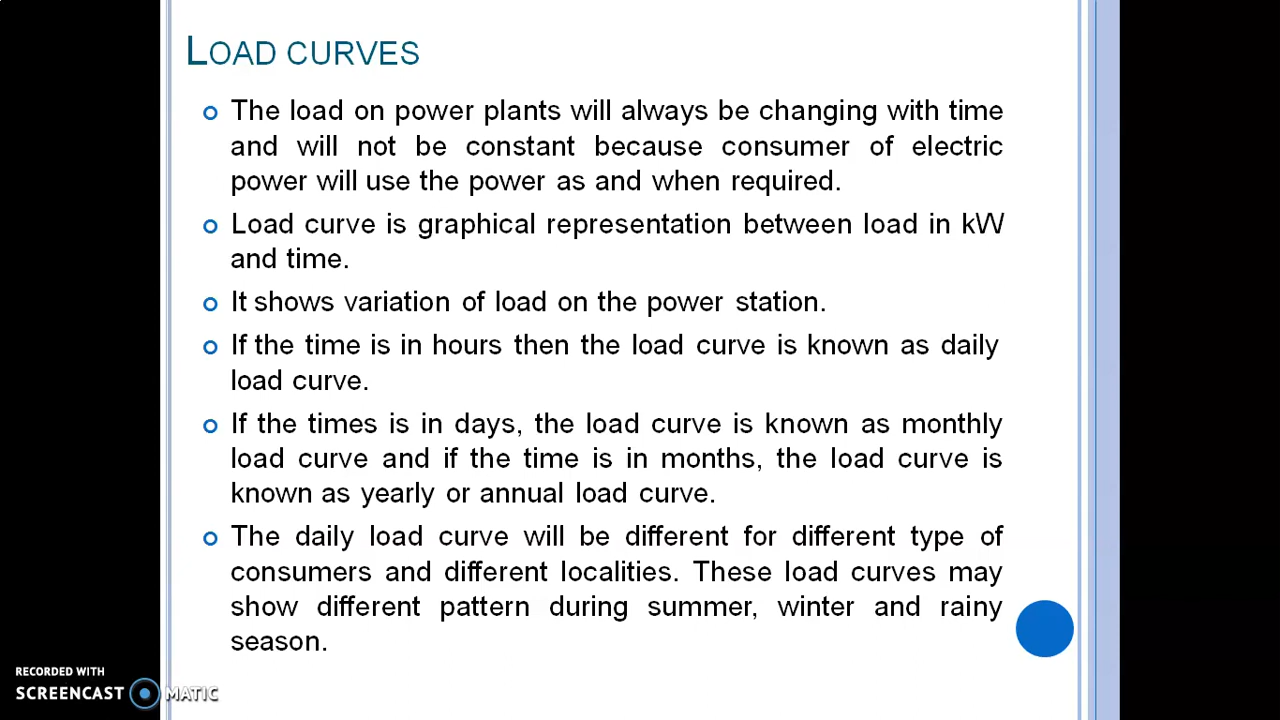 LOAD CURVES
The load on power plants will always be changing with time
and will not be constant because consumer of electric
power will use the power as and when required.
Load curve is graphical representation between load in kW
and time.
It shows variation of load on the power station.
If the time is in hours then the load curve is known as daily
load curve.
If the times is in days, the load curve is known as monthly
load curve and if the time is in months, the load curve is
known as yearly or annual load curve.
The daily load curve will be different for different type of
consumers and different localities. These load curves may
show different pattern during summer, winter and rainy
season.
RECORDED WITH
SCREENCAST MATIC